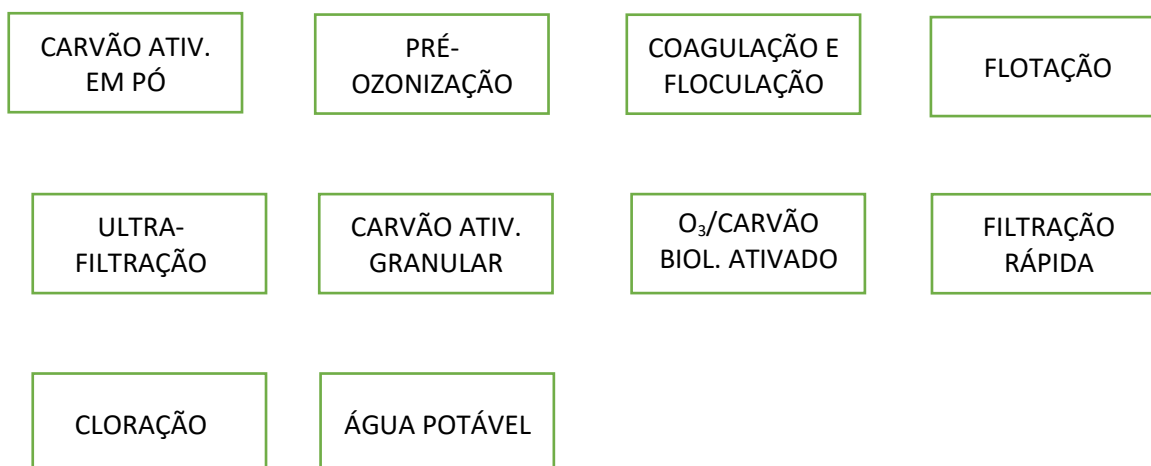 CARVÃO ATIV.
EM PÓ
PRÉ-
OZONIZAÇÃO
COAGULAÇÃO E
FLOCULAÇÃO
FLOTAÇÃO
ULTRA-
FILTRAÇÃO
CARVÃO ATIV.
GRANULAR
O₃/CARVÃO
BIOL. ATIVADO
FILTRAÇÃO
RÁPIDA
CLORAÇÃO
ÁGUA POTÁVEL